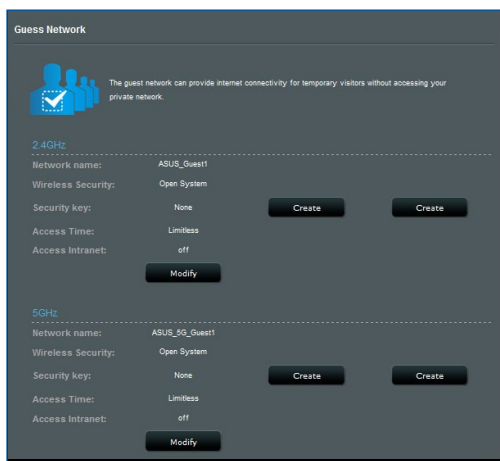 Guess Network
The guest network can provide internet connectivity for temporary visitors without accessing your
private network.
2.4GHz
Network name: ASUS_Guest1
Wireless Security: Open System
Security key: None Create Create
Access Time: Limitless
Access Intranet: off
Modify
5GHz
Network name: ASUS_5G_Guest1
Wireless Security: Open System
Security key: None Create Create
Access Time: Limitless
Access Intranet: off
Modify